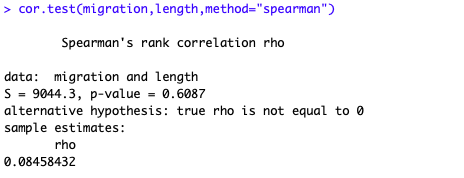 > cor.test(migration,length,method="spearman")
Spearman's rank correlation rho
data:  migration and length
S = 9044.3, p-value = 0.6087
alternative hypothesis: true rho is not equal to 0
sample estimates:
rho
0.08458432